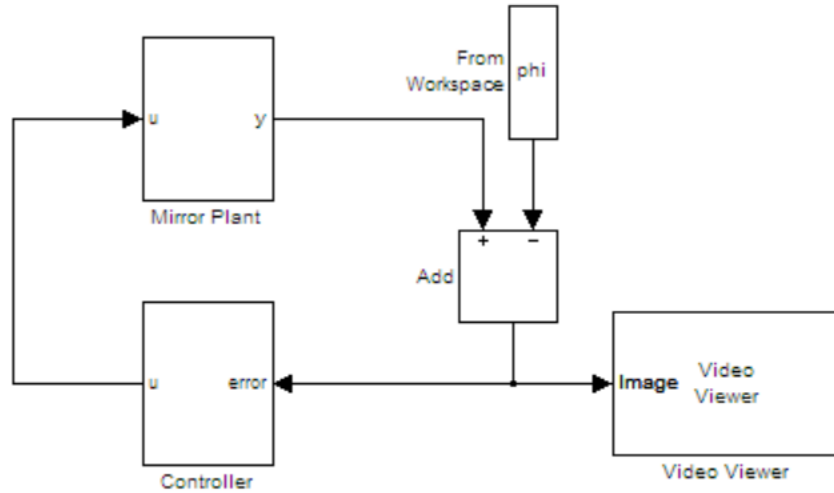 From
Workspace
phi
u
y
Mirror Plant
+
−
Add
u
error
Controller
Image
Video
Viewer
Video Viewer